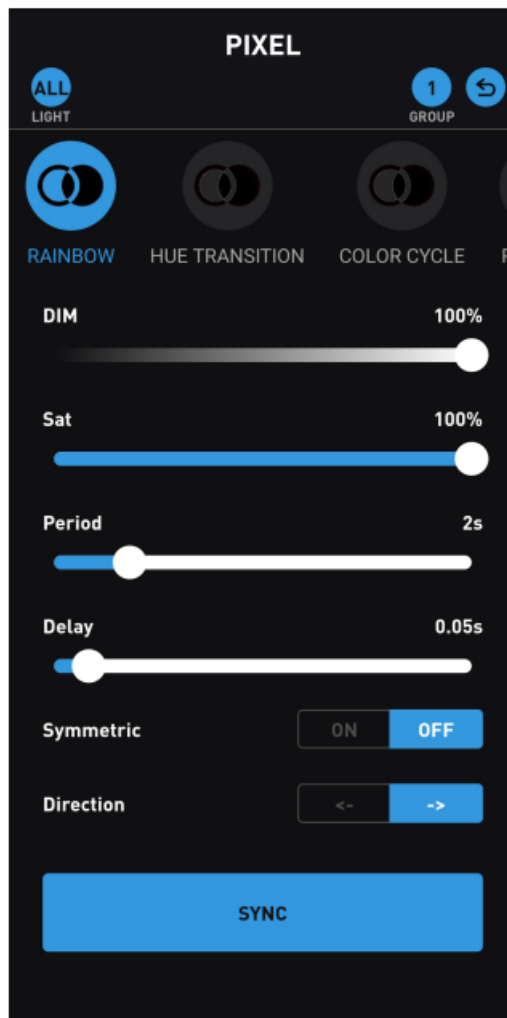 PIXEL
ALL
1
LIGHT
GROUP
RAINBOW HUE TRANSITION COLOR CYCLE
DIM 100%
Sat 100%
Period 2s
Delay 0.05s
Symmetric ON OFF
Direction <- ->
SYNC